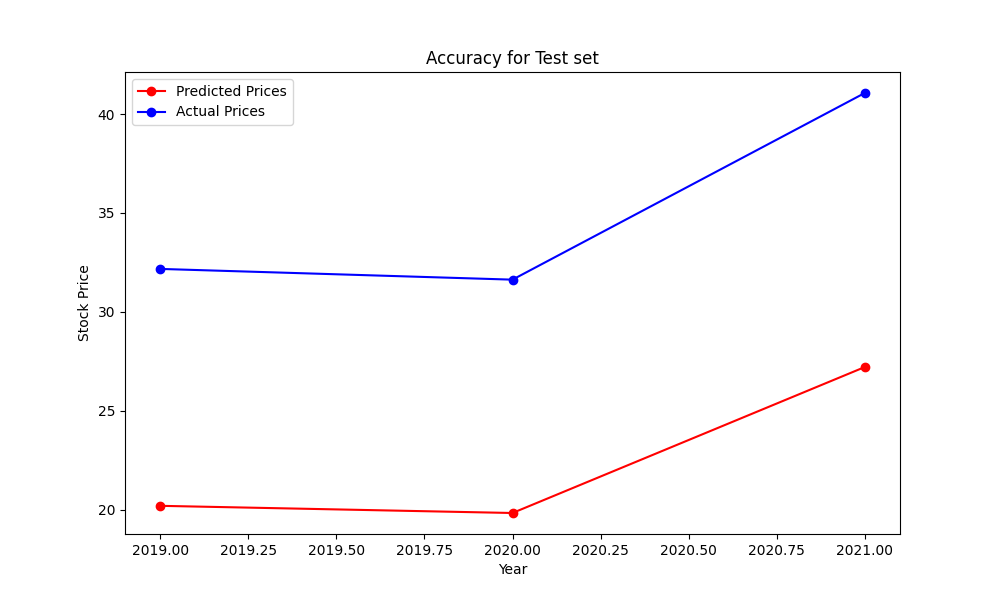 Accuracy for Test set
Predicted Prices
Actual Prices
Stock Price
40
35
30
25
20
2019.00 2019.25 2019.50 2019.75 2020.00 2020.25 2020.50 2020.75 2021.00
Year